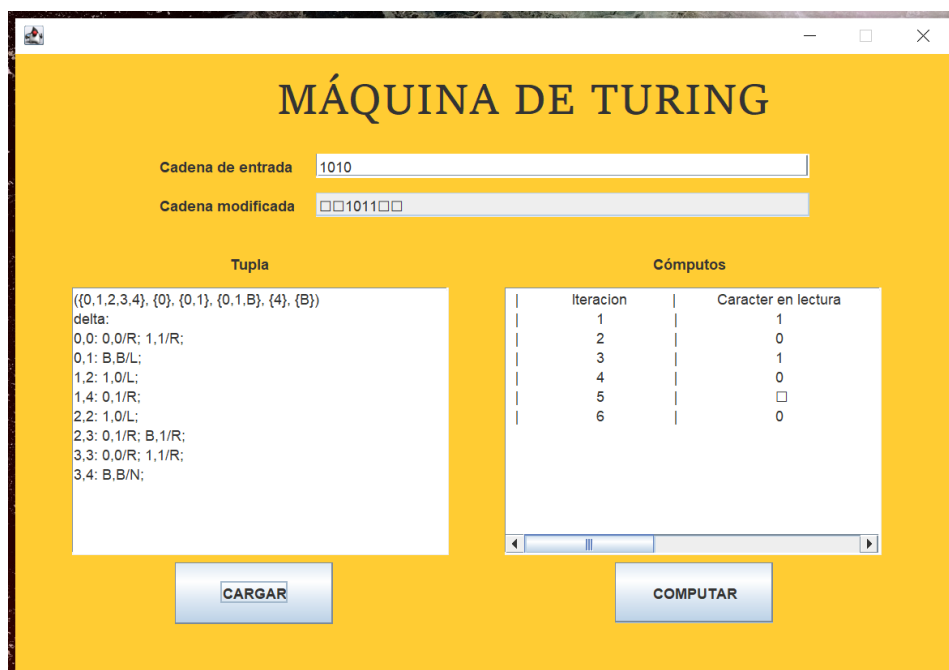 MÁQUINA DE TURING
Cadena de entrada 1010
Cadena modificada □□1011□□
Tupla
({0,1,2,3,4}, {0}, {0,1}, {0,1,B}, {4}, {B})
delta:
0,0: 0,0/R; 1,1/R;
0,1: B,B/L;
1,2: 1,0/L;
1,4: 0,1/R;
2,2: 1,0/L;
2,3: 0,1/R; B,1/R;
3,3: 0,0/R; 1,1/R;
3,4: B,B/N;
CARGAR
Cómputos
| Iteracion | Caracter en lectura
| 1 | 1
| 2 | 0
| 3 | 1
| 4 | 0
| 5 | □
| 6 | 0
COMPUTAR